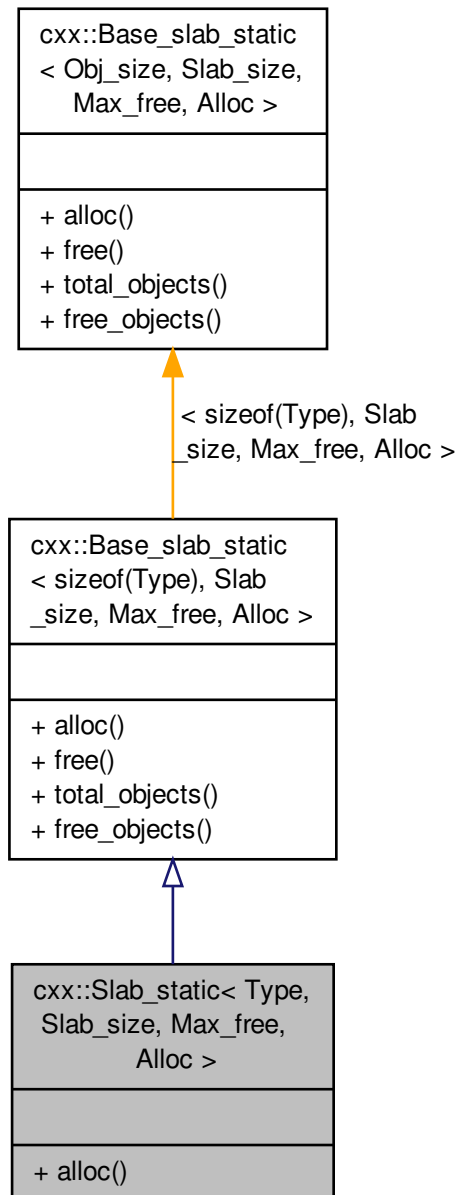 cxx::Base_slab_static
< Obj_size, Slab_size,
Max_free, Alloc >
+ alloc()
+ free()
+ total_objects()
+ free_objects()
< sizeof(Type), Slab
_size, Max_free, Alloc >
cxx::Base_slab_static
< sizeof(Type), Slab
_size, Max_free, Alloc >
+ alloc()
+ free()
+ total_objects()
+ free_objects()
cxx::Slab_static< Type,
Slab_size, Max_free,
Alloc >
+ alloc()